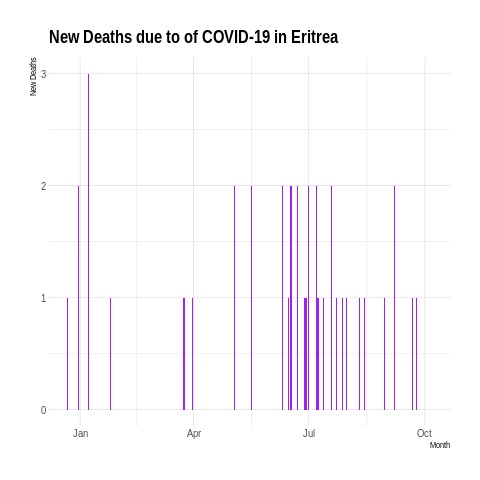 New Deaths due to of COVID-19 in Eritrea
New Deaths
3
2
1
0
Jan Apr Jul Oct
Month